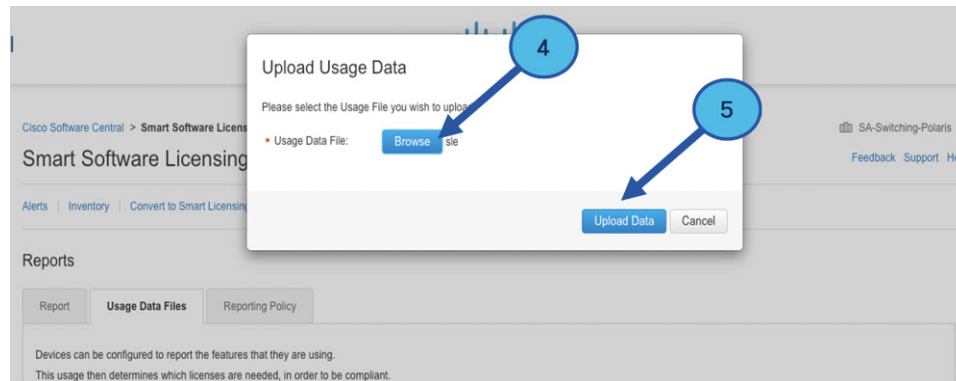 4
Upload Usage Data
Please select the Usage File you wish to upload
5
* Usage Data File: Browse sle
Upload Data Cancel
Cisco Software Central > Smart Software Licens
SA-Switching-Polaris
Smart Software Licensing
Feedback Support He
Alerts | Inventory | Convert to Smart Licensing
Reports
Report Usage Data Files Reporting Policy
Devices can be configured to report the features that they are using.
This usage then determines which licenses are needed, in order to be compliant.